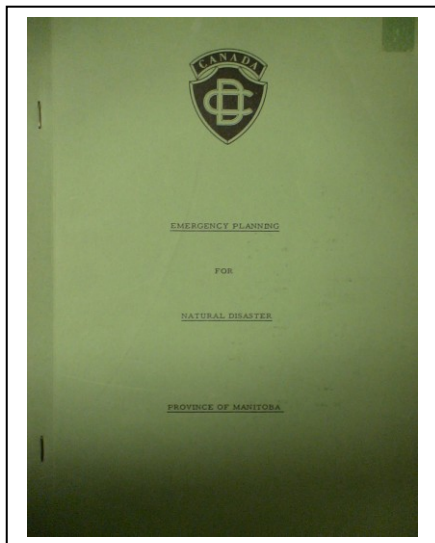 CANADA
CD
EMERGENCY PLANNING
FOR
NATURAL DISASTER
PROVINCE OF MANITOBA